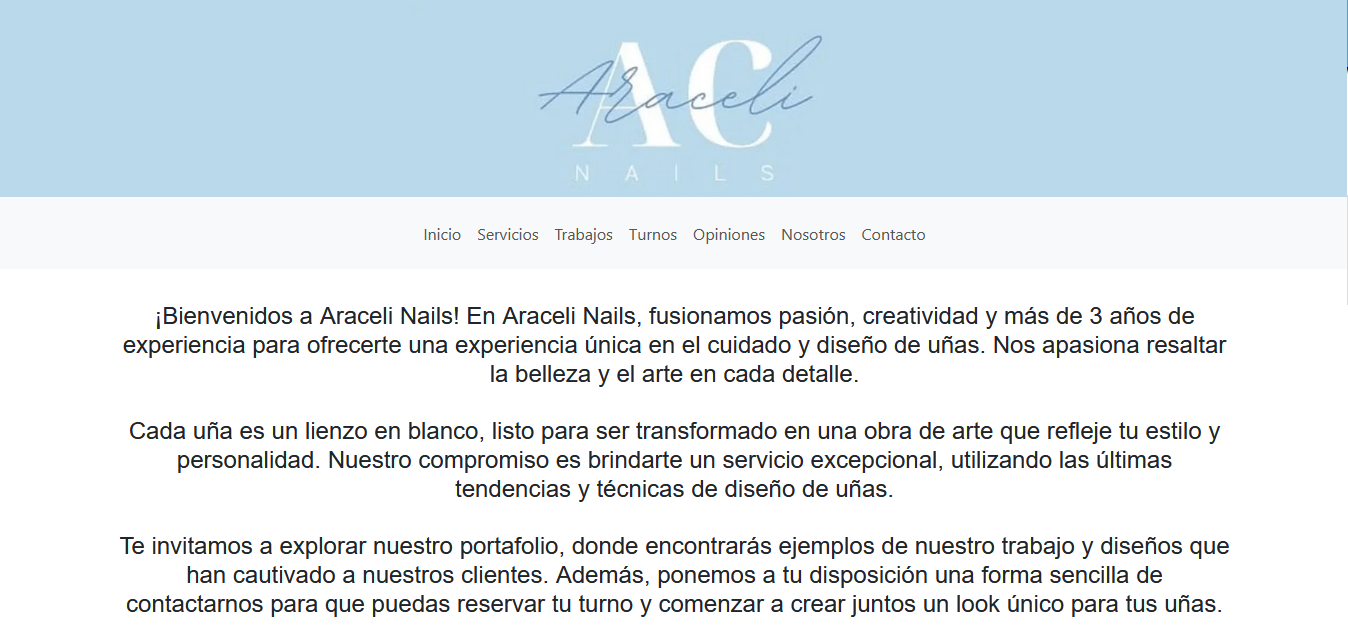 AC
Araceli
NAILS
Inicio Servicios Trabajos Turnos Opiniones Nosotros Contacto
¡Bienvenidos a Araceli Nails! En Araceli Nails, fusionamos pasión, creatividad y más de 3 años de
experiencia para ofrecerte una experiencia única en el cuidado y diseño de uñas. Nos apasiona resaltar
la belleza y el arte en cada detalle.
Cada uña es un lienzo en blanco, listo para ser transformado en una obra de arte que refleje tu estilo y
personalidad. Nuestro compromiso es brindarte un servicio excepcional, utilizando las últimas
tendencias y técnicas de diseño de uñas.
Te invitamos a explorar nuestro portafolio, donde encontrarás ejemplos de nuestro trabajo y diseños que
han cautivado a nuestros clientes. Además, ponemos a tu disposición una forma sencilla de
contactarnos para que puedas reservar tu turno y comenzar a crear juntos un look único para tus uñas.